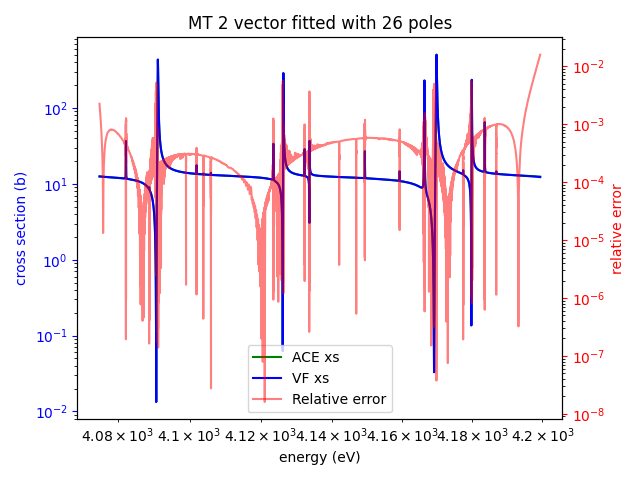 MT 2 vector fitted with 26 poles
10²
10¹
10⁰
10⁻¹
10⁻²
cross section (b)
10⁻²
10⁻³
10⁻⁴
10⁻⁵
10⁻⁶
10⁻⁷
10⁻⁸
relative error
ACE xs
VF xs
Relative error
4.08 × 10³ 4.1 × 10³ 4.12 × 10³ 4.14 × 10³ 4.16 × 10³ 4.18 × 10³ 4.2 × 10³
energy (eV)